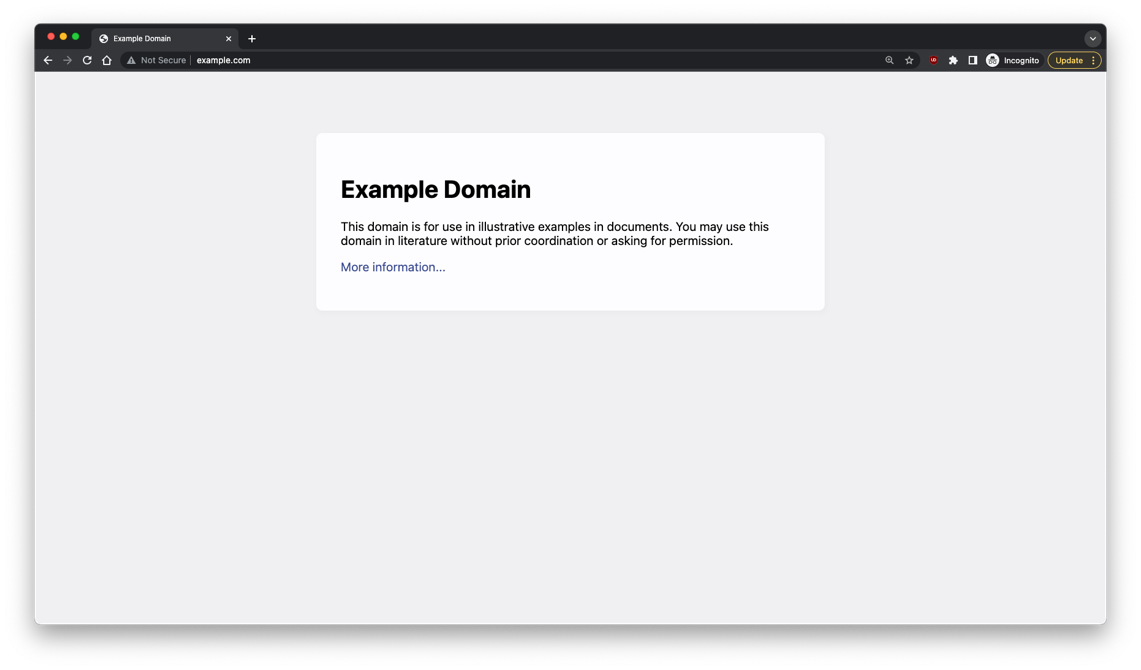 Example Domain
Not Secure
example.com
Incognito
Update
Example Domain
This domain is for use in illustrative examples in documents. You may use this
domain in literature without prior coordination or asking for permission.
More information...